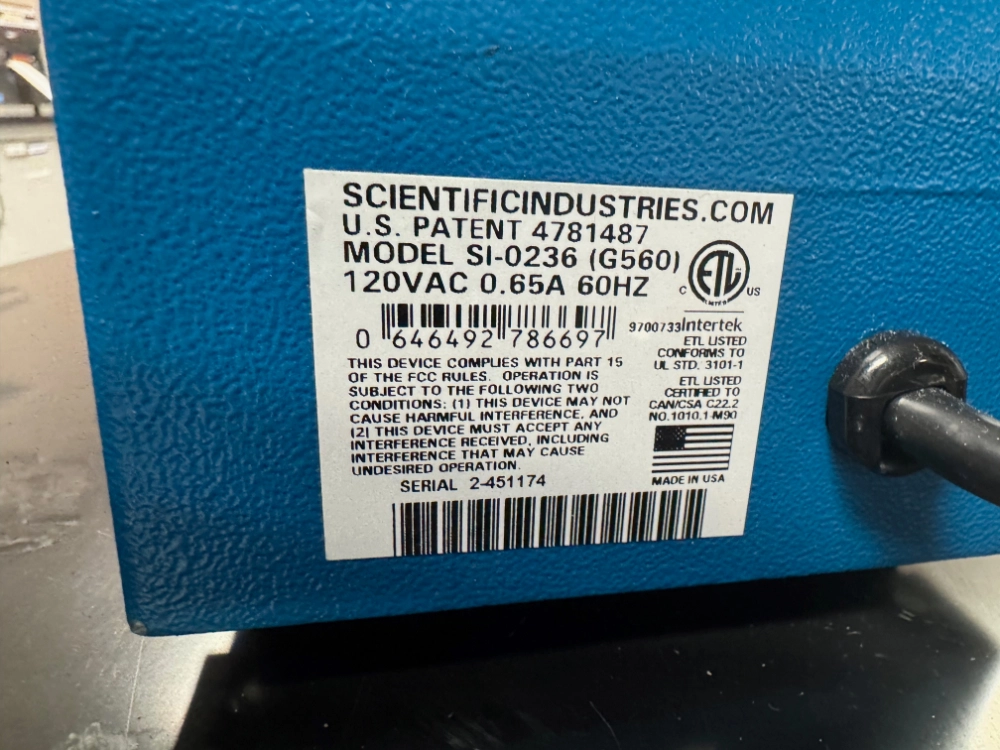 SCIENTIFICINDUSTRIES.COM
U.S. PATENT 4781487
MODEL SI-0236 (G560)
120VAC 0.65A 60HZ
ETL
C US
INTERTEK
0 646492 786697
9700733 Intertek
ETL LISTED
CONFORMS TO
UL STD. 3101-1
ETL LISTED
CERTIFIED TO
CAN/CSA C22.2
NO.1010.1-M90
THIS DEVICE COMPLIES WITH PART 15
OF THE FCC RULES. OPERATION IS
SUBJECT TO THE FOLLOWING TWO
CONDITIONS: (1) THIS DEVICE MAY NOT
CAUSE HARMFUL INTERFERENCE, AND
(2) THIS DEVICE MUST ACCEPT ANY
INTERFERENCE RECEIVED, INCLUDING
INTERFERENCE THAT MAY CAUSE
UNDESIRED OPERATION.
MADE IN USA
SERIAL 2-451174